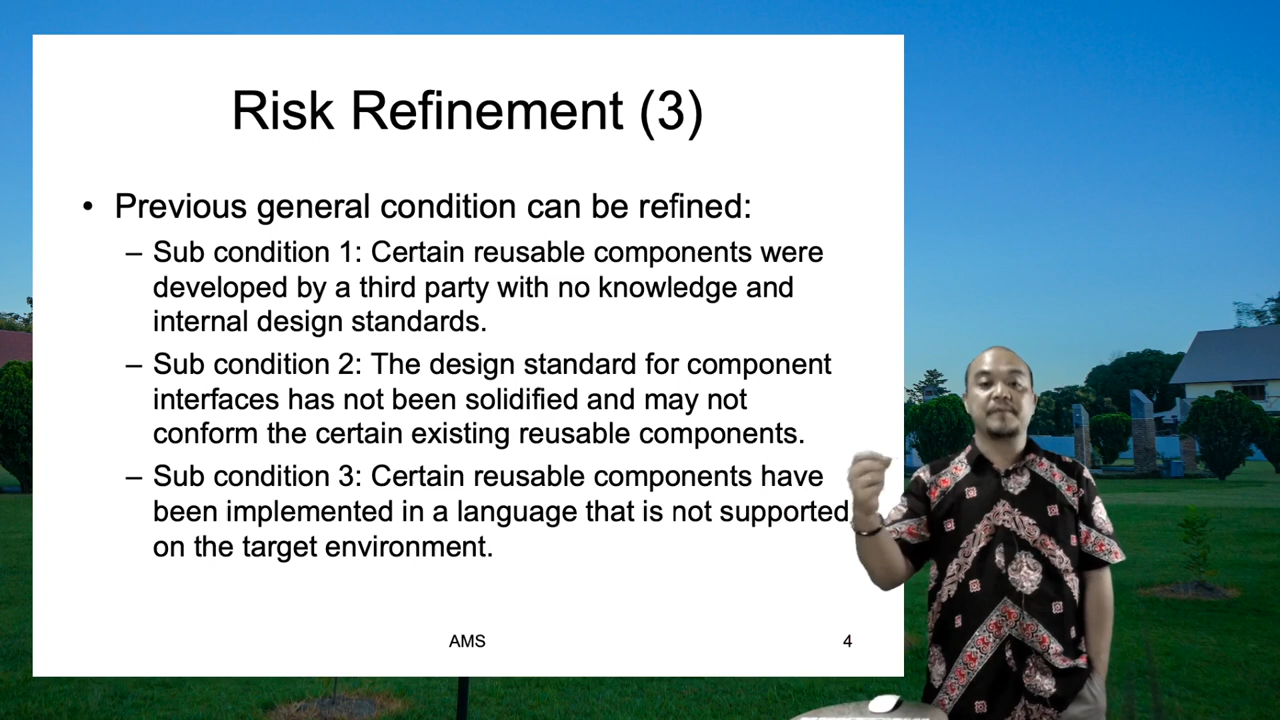 Risk Refinement (3)
• Previous general condition can be refined:
– Sub condition 1: Certain reusable components were
developed by a third party with no knowledge and
internal design standards.
– Sub condition 2: The design standard for component
interfaces has not been solidified and may not
conform the certain existing reusable components.
– Sub condition 3: Certain reusable components have
been implemented in a language that is not supported
on the target environment.
AMS
4